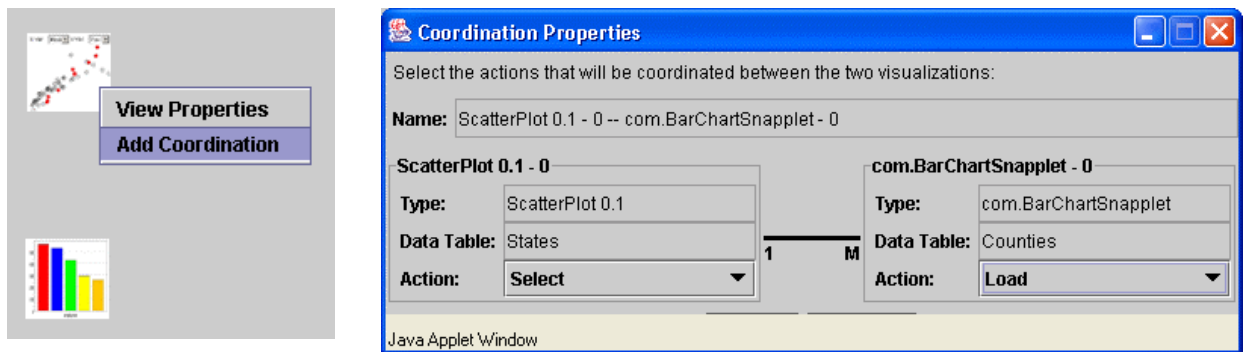 View Properties
Add Coordination
Coordination Properties
Select the actions that will be coordinated between the two visualizations:
Name: ScatterPlot 0.1 - 0 -- com.BarChartSnapplet - 0
ScatterPlot 0.1 - 0
Type: ScatterPlot 0.1
Data Table: States
Action: Select
1 M
com.BarChartSnapplet - 0
Type: com.BarChartSnapplet
Data Table: Counties
Action: Load
Java Applet Window